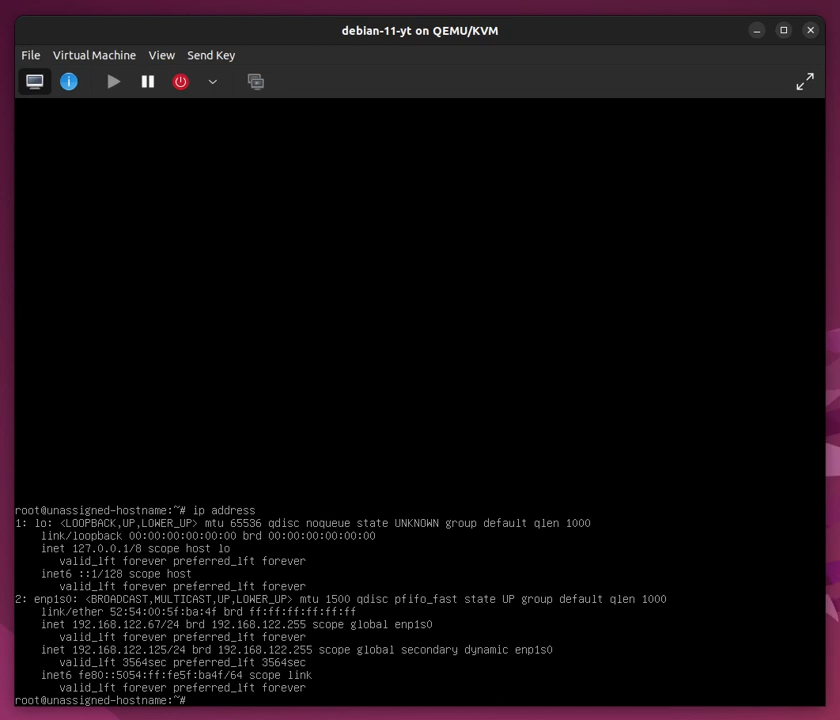 debian-11-yt on QEMU/KVM
File Virtual Machine View Send Key
root@unassigned-hostname:~# ip address
1: lo: <LOOPBACK,UP,LOWER_UP> mtu 65536 qdisc noqueue state UNKNOWN group default qlen 1000
    link/loopback 00:00:00:00:00:00 brd 00:00:00:00:00:00
    inet 127.0.0.1/8 scope host lo
       valid_lft forever preferred_lft forever
    inet6 ::1/128 scope host
       valid_lft forever preferred_lft forever
2: enp1s0: <BROADCAST,MULTICAST,UP,LOWER_UP> mtu 1500 qdisc pfifo_fast state UP group default qlen 1000
    link/ether 52:54:00:5f:ba:4f brd ff:ff:ff:ff:ff:ff
    inet 192.168.122.67/24 brd 192.168.122.255 scope global enp1s0
       valid_lft forever preferred_lft forever
    inet 192.168.122.125/24 brd 192.168.122.255 scope global secondary dynamic enp1s0
       valid_lft 3564sec preferred_lft 3564sec
    inet6 fe80::5054:ff:fe5f:ba4f/64 scope link
       valid_lft forever preferred_lft forever
root@unassigned-hostname:~#